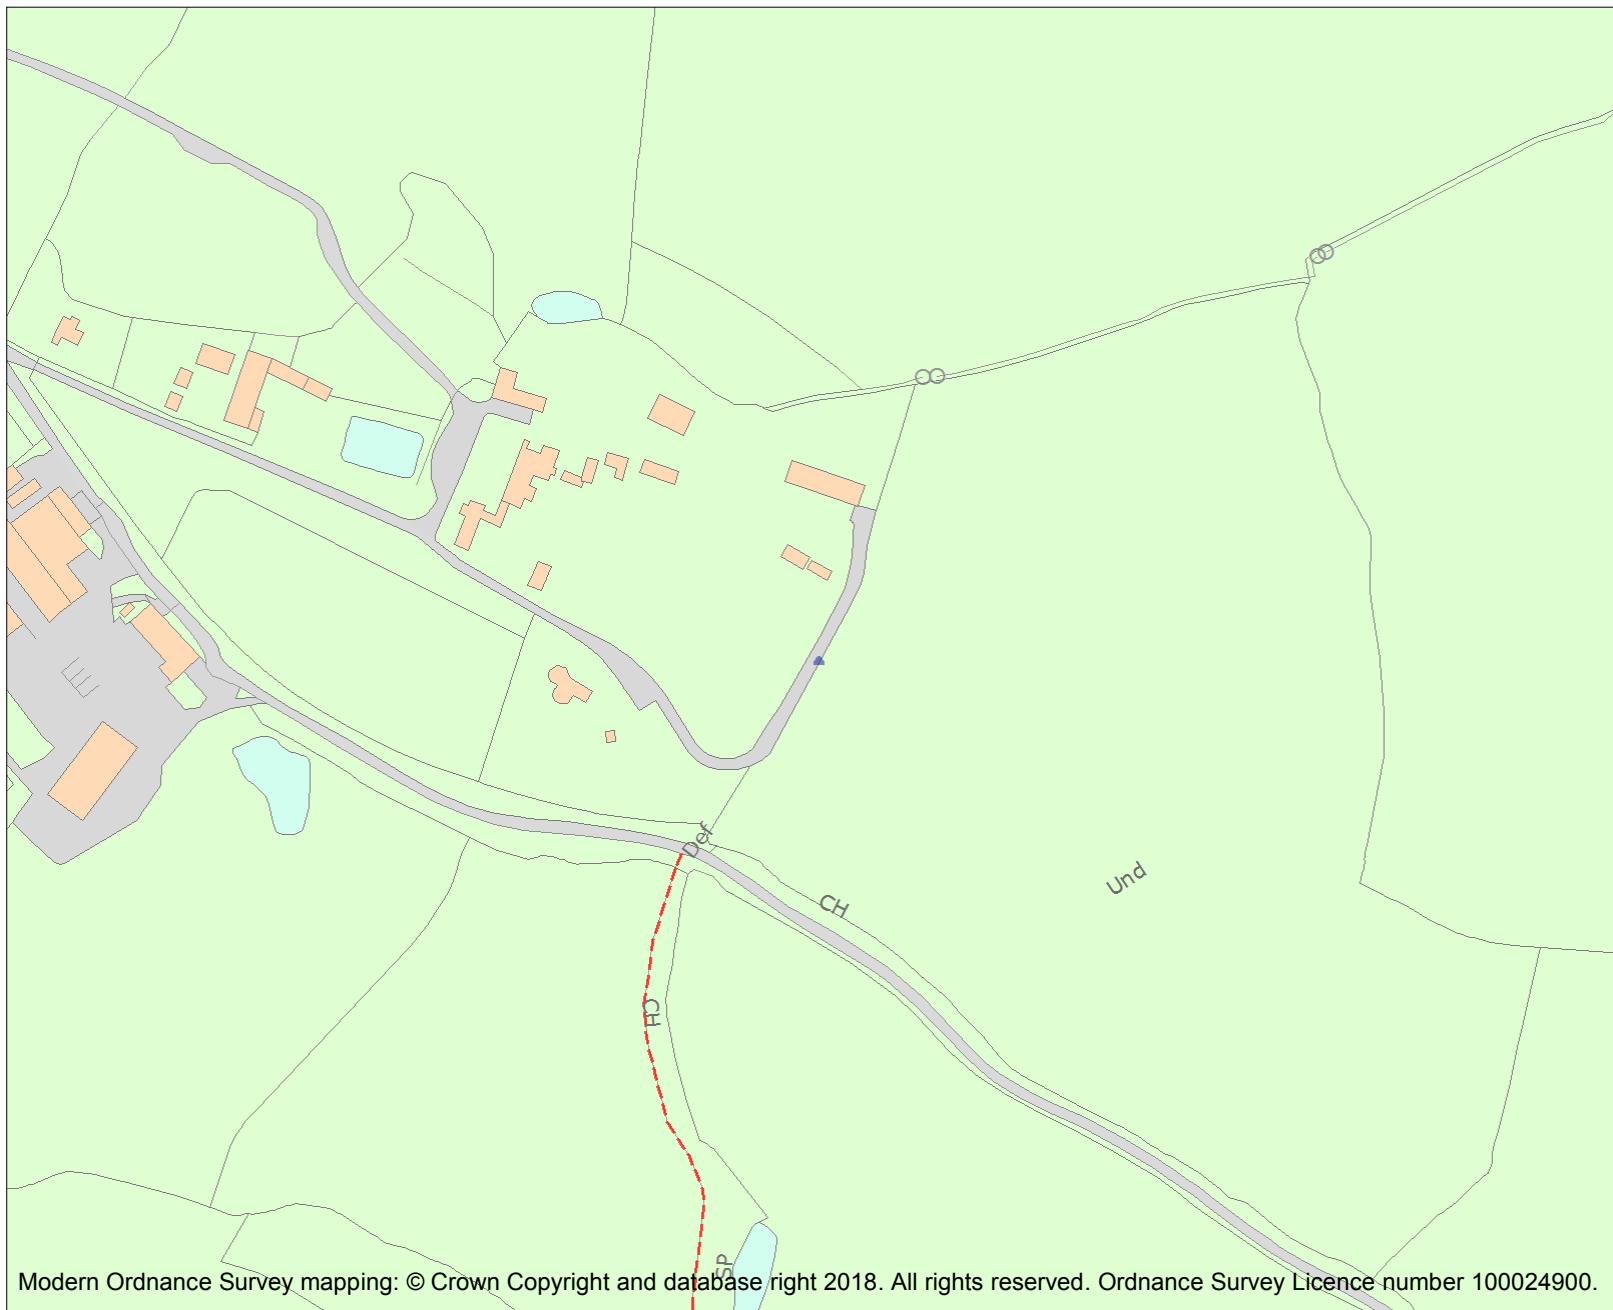 Def
CH
Und
CH
SP
Modern Ordnance Survey mapping: © Crown Copyright and database right 2018. All rights reserved. Ordnance Survey Licence number 100024900.